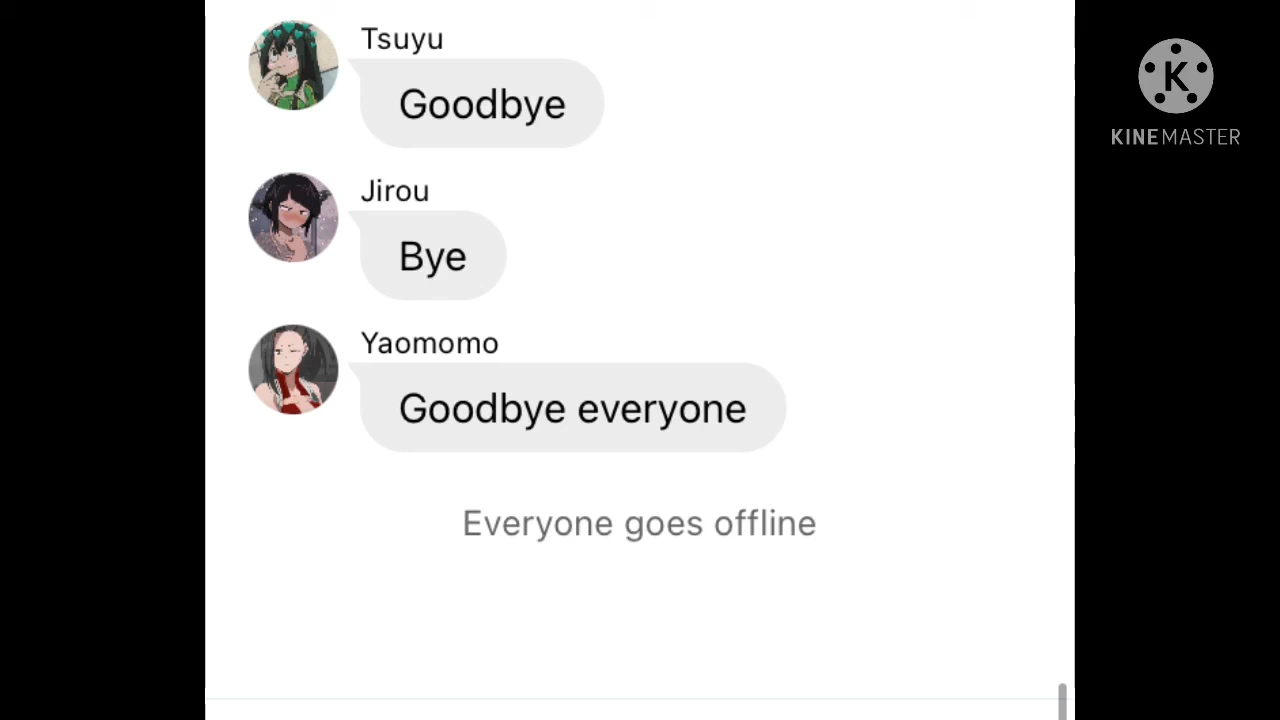 Tsuyu
Goodbye
Jirou
Bye
Yaomomo
Goodbye everyone
Everyone goes offline
K
KINEMASTER